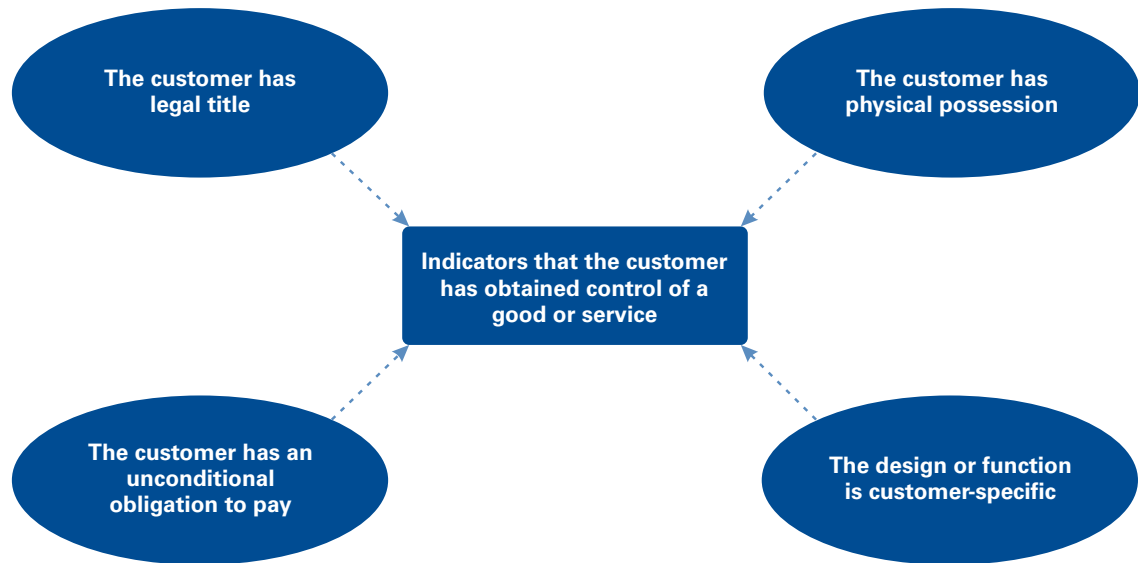 The customer has
legal title
The customer has
physical possession
Indicators that the customer
has obtained control of a
good or service
The customer has an
unconditional
obligation to pay
The design or function
is customer-specific